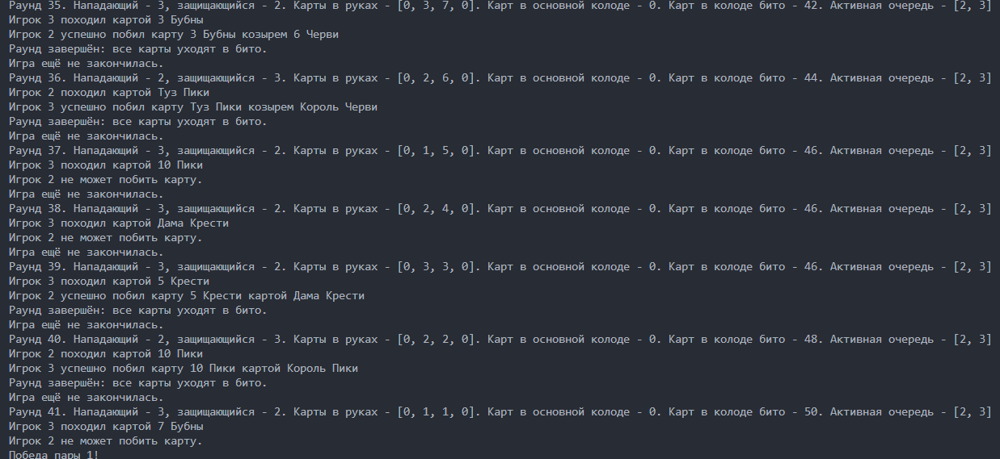 Раунд 35. Нападающий - 3, защищающийся - 2. Карты в руках - [0, 3, 7, 0]. Карт в основной колоде - 0. Карт в колоде бито - 42. Активная очередь - [2, 3]
Игрок 3 походил картой 3 Бубны
Игрок 2 успешно побил карту 3 Бубны козырем 6 Черви
Раунд завершён: все карты уходят в бито.
Игра ещё не закончилась.
Раунд 36. Нападающий - 2, защищающийся - 3. Карты в руках - [0, 2, 6, 0]. Карт в основной колоде - 0. Карт в колоде бито - 44. Активная очередь - [2, 3]
Игрок 2 походил картой Туз Пики
Игрок 3 успешно побил карту Туз Пики козырем Король Черви
Раунд завершён: все карты уходят в бито.
Игра ещё не закончилась.
Раунд 37. Нападающий - 3, защищающийся - 2. Карты в руках - [0, 1, 5, 0]. Карт в основной колоде - 0. Карт в колоде бито - 46. Активная очередь - [2, 3]
Игрок 3 походил картой 10 Пики
Игрок 2 не может побить карту.
Игра ещё не закончилась.
Раунд 38. Нападающий - 3, защищающийся - 2. Карты в руках - [0, 2, 4, 0]. Карт в основной колоде - 0. Карт в колоде бито - 46. Активная очередь - [2, 3]
Игрок 3 походил картой Дама Крести
Игрок 2 не может побить карту.
Игра ещё не закончилась.
Раунд 39. Нападающий - 3, защищающийся - 2. Карты в руках - [0, 3, 3, 0]. Карт в основной колоде - 0. Карт в колоде бито - 46. Активная очередь - [2, 3]
Игрок 3 походил картой 5 Крести
Игрок 2 успешно побил карту 5 Крести картой Дама Крести
Раунд завершён: все карты уходят в бито.
Игра ещё не закончилась.
Раунд 40. Нападающий - 2, защищающийся - 3. Карты в руках - [0, 2, 2, 0]. Карт в основной колоде - 0. Карт в колоде бито - 48. Активная очередь - [2, 3]
Игрок 2 походил картой 10 Пики
Игрок 3 успешно побил карту 10 Пики картой Король Пики
Раунд завершён: все карты уходят в бито.
Игра ещё не закончилась.
Раунд 41. Нападающий - 3, защищающийся - 2. Карты в руках - [0, 1, 1, 0]. Карт в основной колоде - 0. Карт в колоде бито - 50. Активная очередь - [2, 3]
Игрок 3 походил картой 7 Бубны
Игрок 2 не может побить карту.
Победа пары 1!